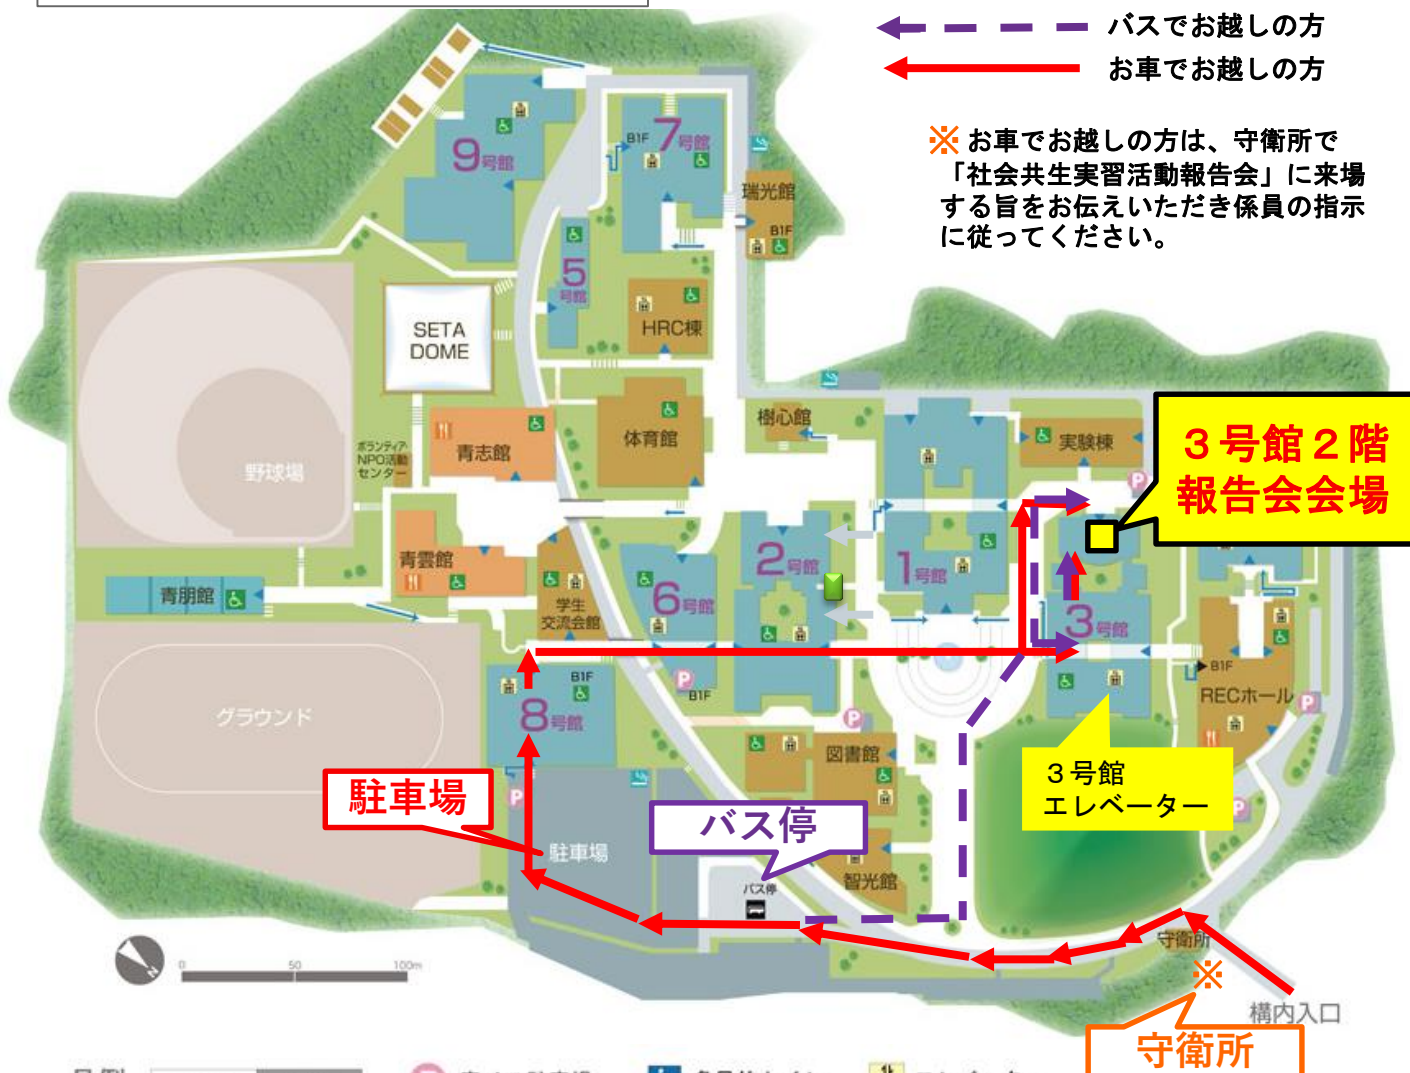 バスでお越しの方
お車でお越しの方
※ お車でお越しの方は、守衛所で
「社会共生実習活動報告会」に来場
する旨をお伝えいただき係員の指示
に従ってください。
9号館
B1F
7号館
瑞光館
B1F
5号館
HRC棟
SETA
DOME
樹心館
体育館
実験棟
3号館2階
報告会会場
ボランティア・
NPO活動
センター
青志館
野球場
青雲館
2号館
1号館
青朋館
学生
交流会館
6号館
3号館
B1F
RECホール
B1F
B1F
8号館
グラウンド
図書館
3号館
エレベーター
駐車場
バス停
駐車場
智光館
バス停
守衛所
※
構内入口
守衛所
N
0 50 100m